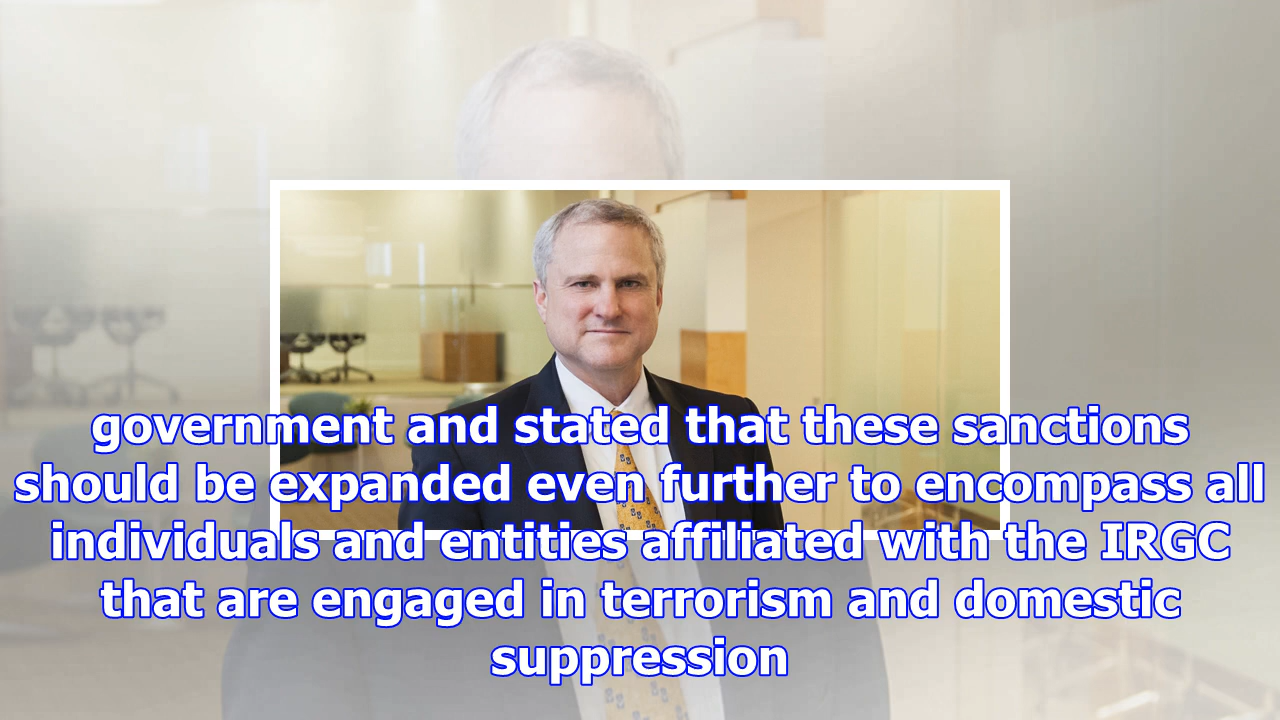 government and stated that these sanctions
should be expanded even further to encompass all
individuals and entities affiliated with the IRGC
that are engaged in terrorism and domestic
suppression